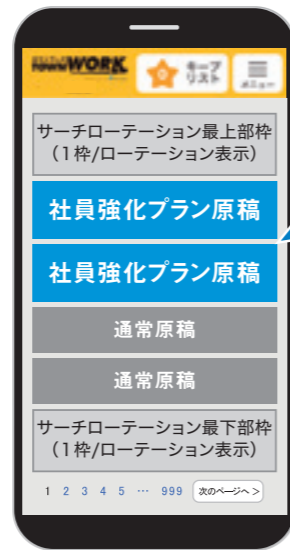 WORK
キープ
リスト
メニュー
サーチローテーション最上部枠
（1枠/ローテーション表示）
社員強化プラン原稿
社員強化プラン原稿
通常原稿
通常原稿
サーチローテーション最下部枠
（1枠/ローテーション表示）
1 2 3 4 5 … 999 次のページへ >